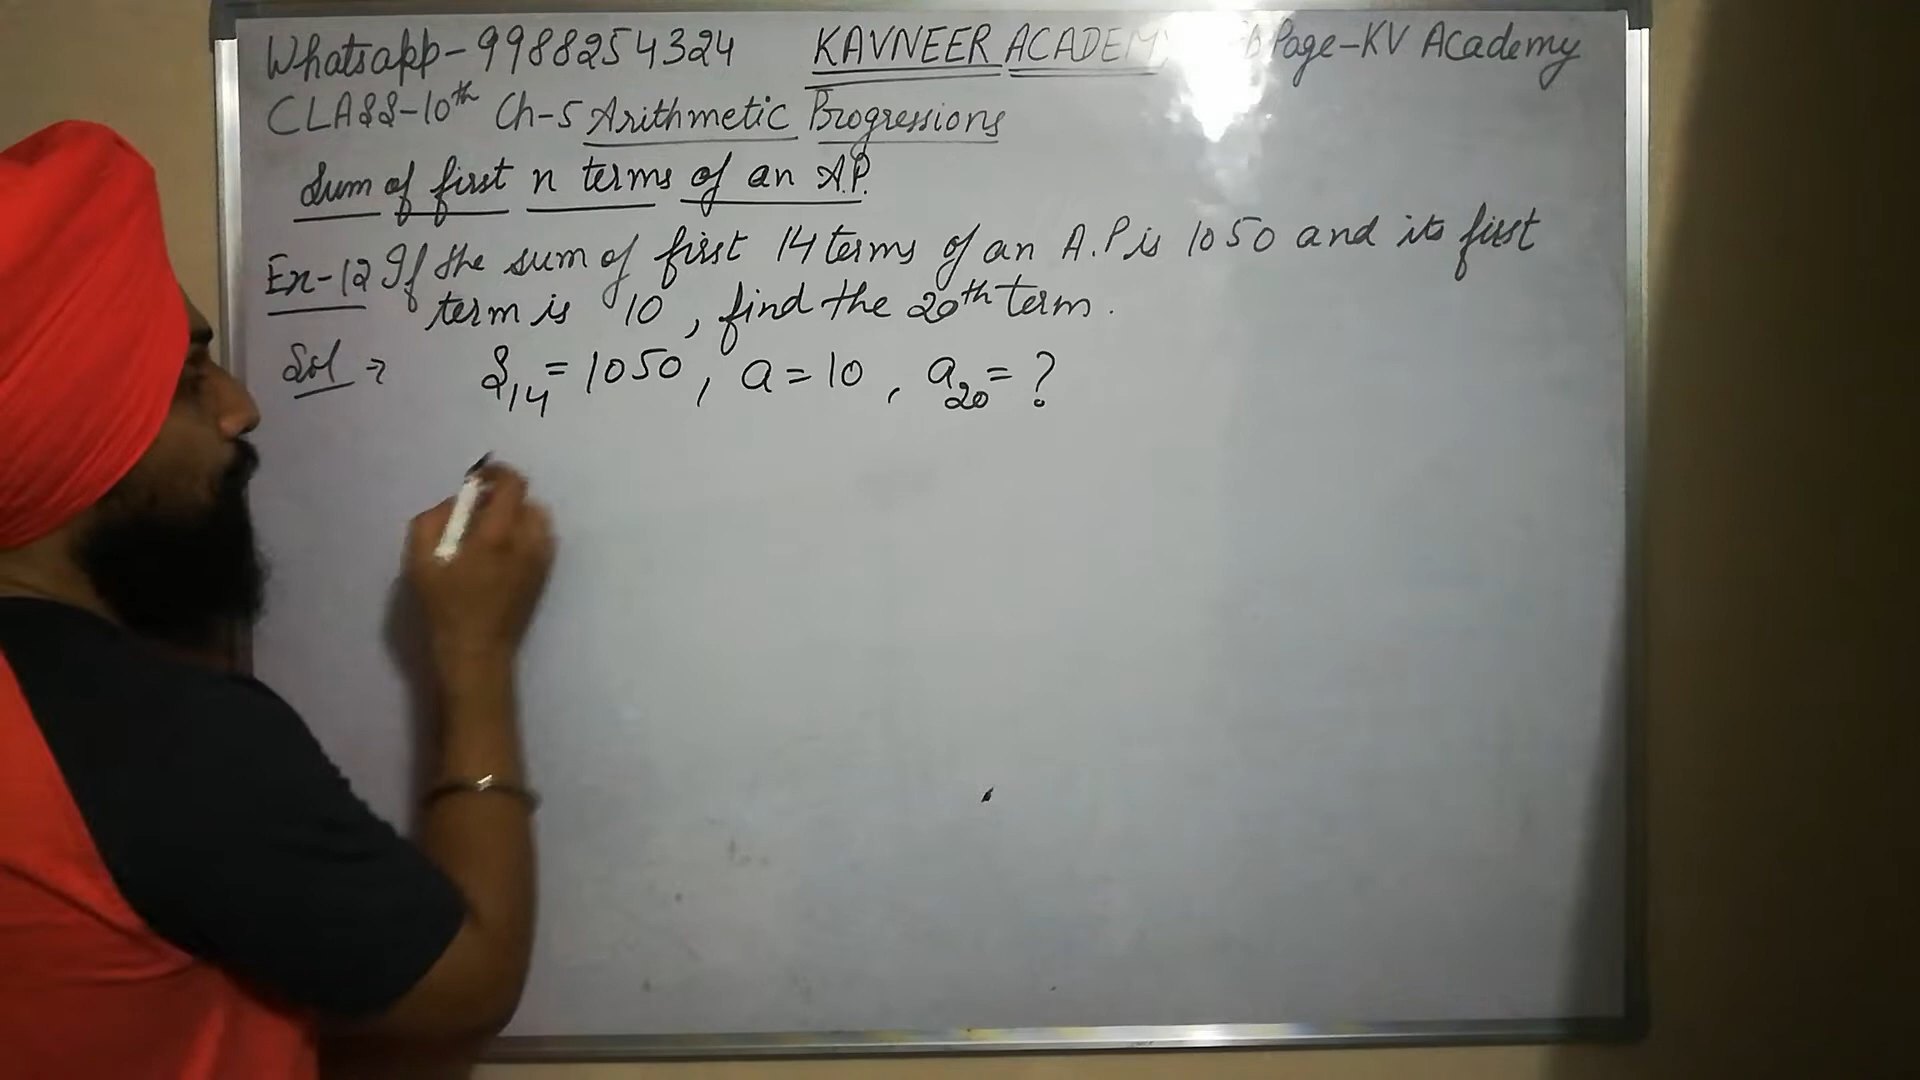 Whatsapp-9988254324 KAVNEER ACADEM Page-KV Academy
CLASS-10th Ch-5 Arithmetic Progressions
Sum of first n terms of an A.P.
Ex-12 If the sum of first 14 terms of an A.P is 1050 and its first
term is 10, find the 20th term.
Sol → S₁₄ = 1050, a = 10, a₂₀ = ?